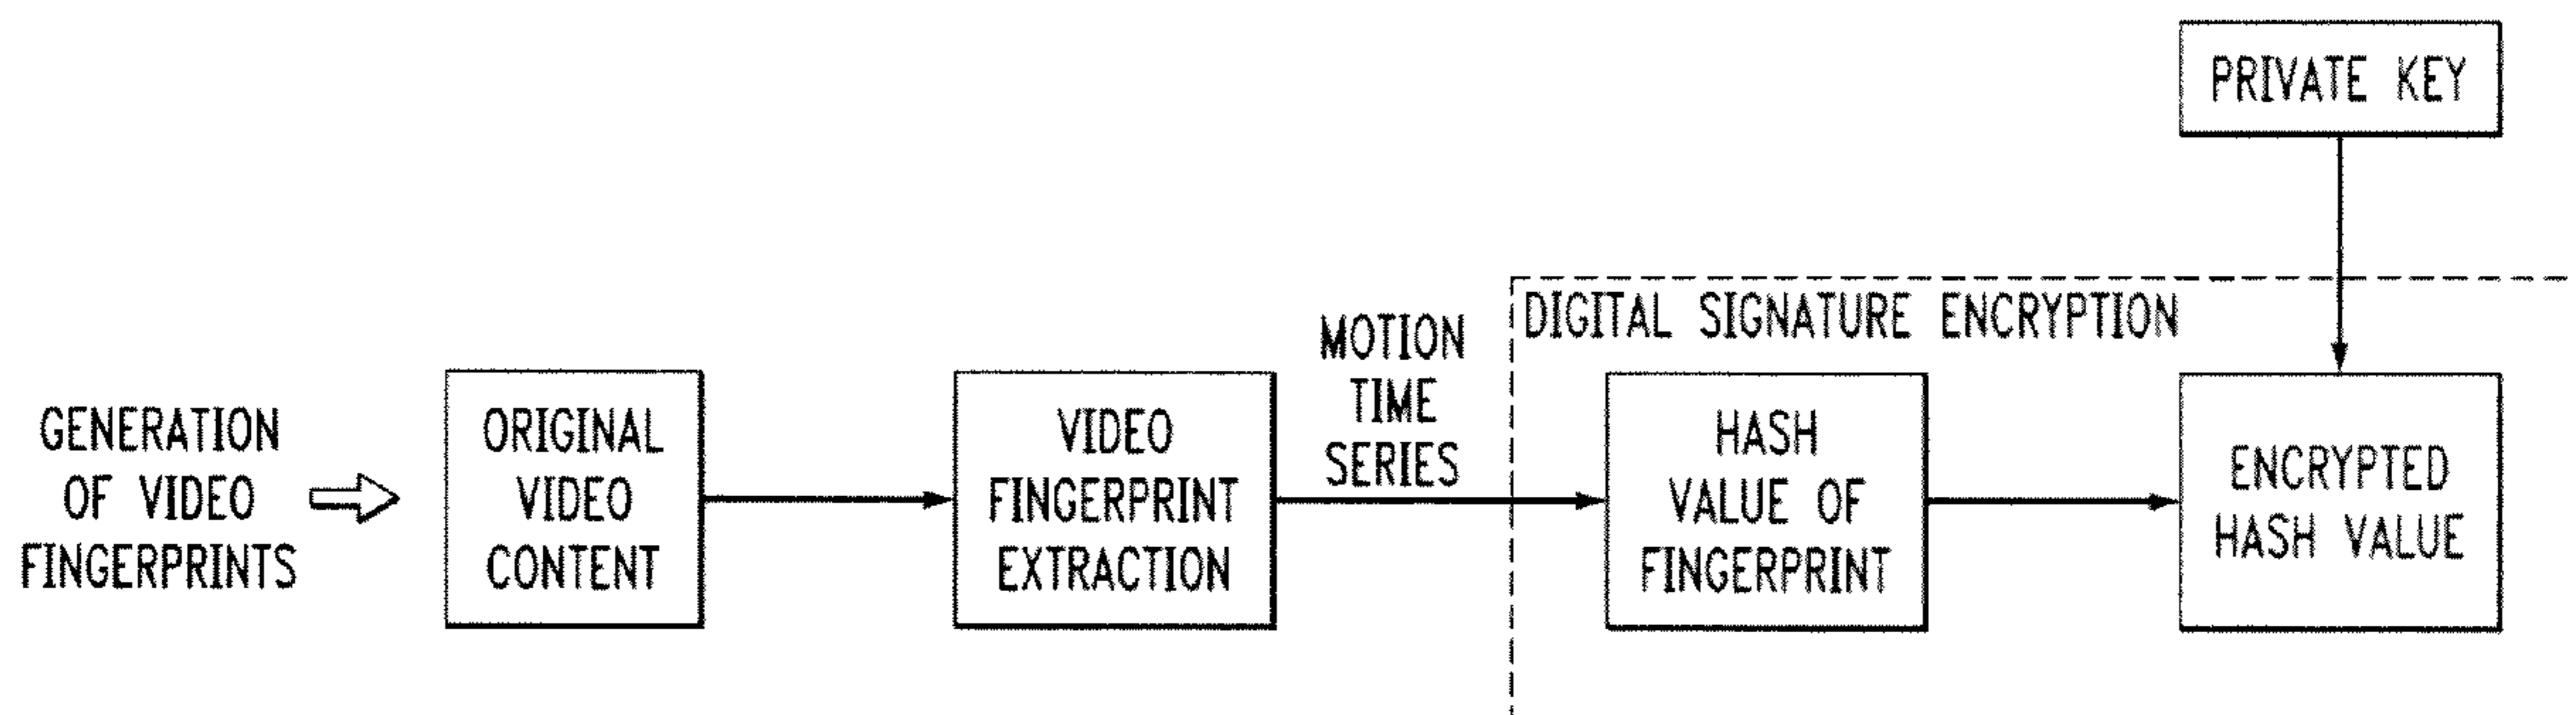 PRIVATE KEY
DIGITAL SIGNATURE ENCRYPTION
GENERATION
OF VIDEO
FINGERPRINTS
ORIGINAL
VIDEO
CONTENT
VIDEO
FINGERPRINT
EXTRACTION
MOTION
TIME
SERIES
HASH
VALUE OF
FINGERPRINT
ENCRYPTED
HASH VALUE